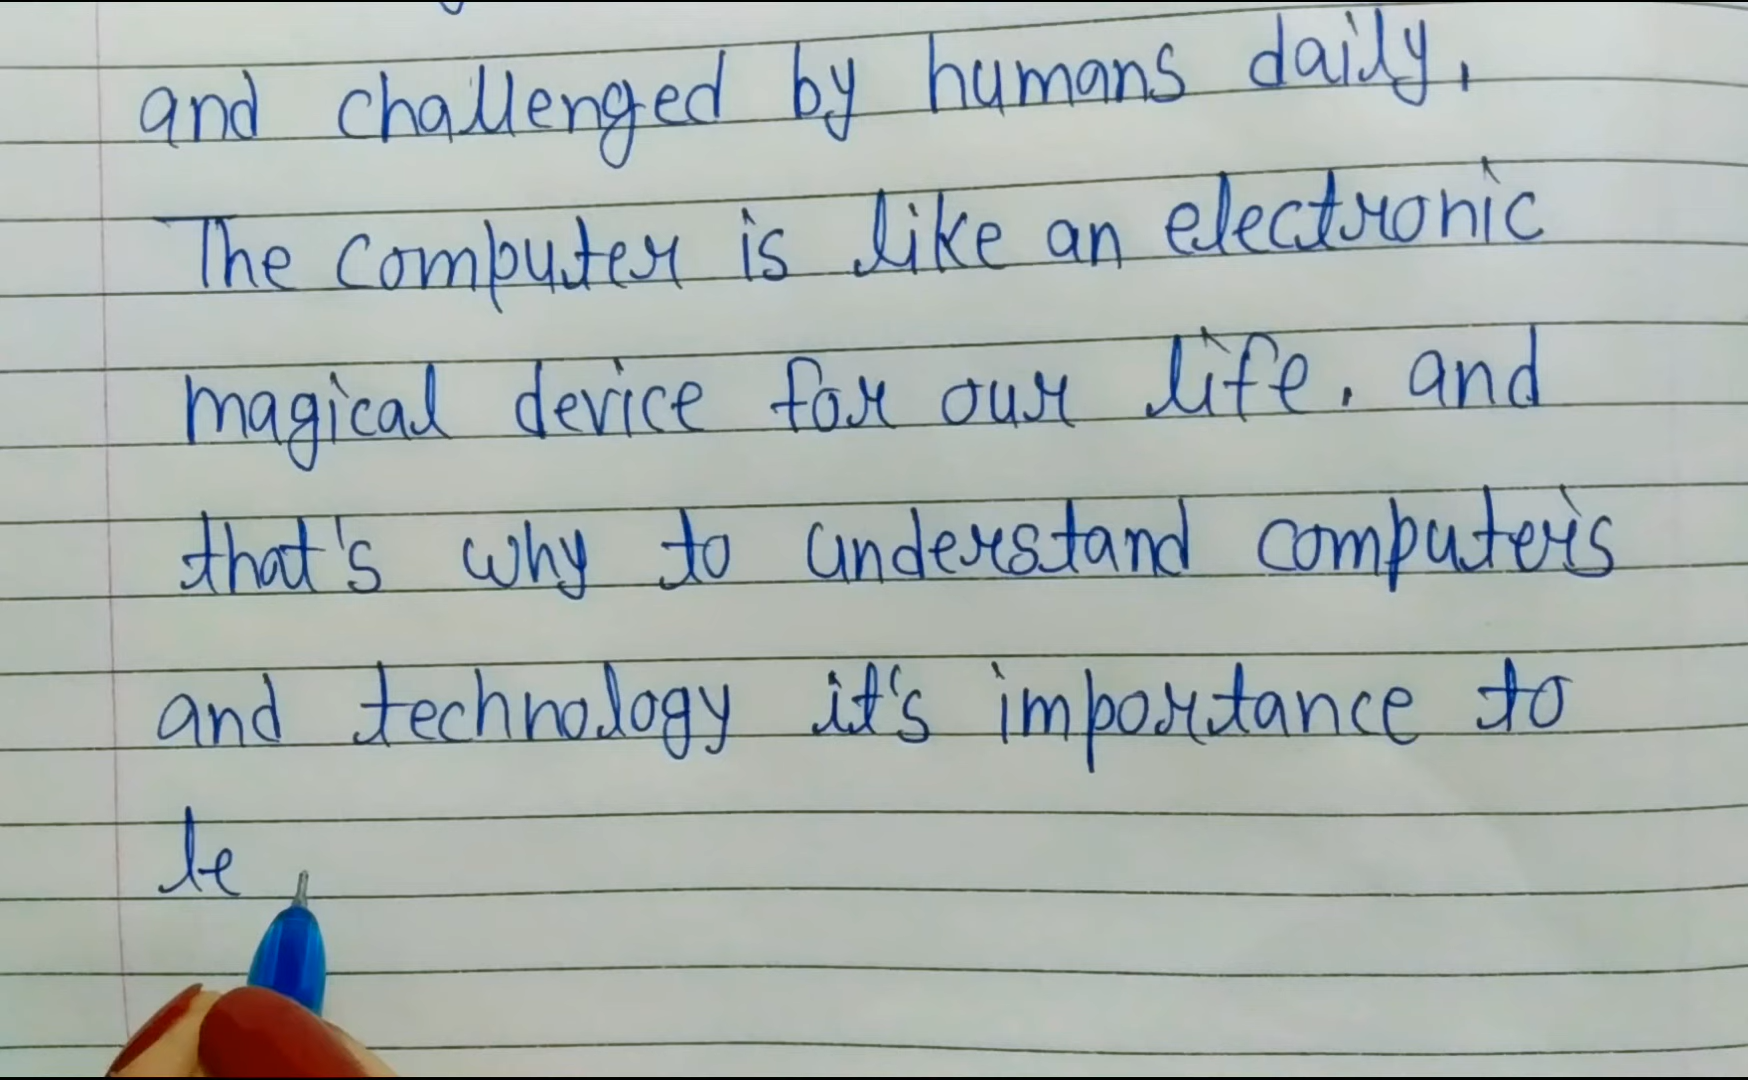 and challenged by humans daily,
The computer is like an electronic
magical device for our life. and
that's why to understand computer's
and technology it's importance to
le